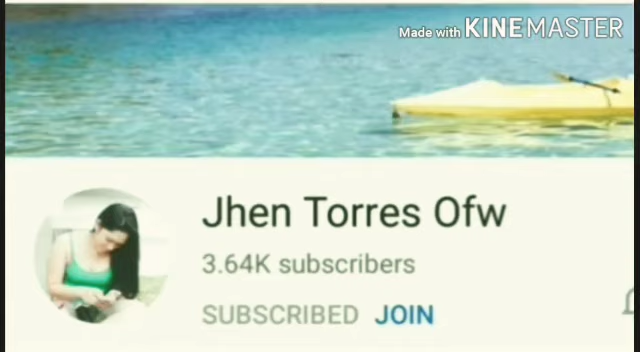 Made with KINEMASTER
Jhen Torres Ofw
3.64K subscribers
SUBSCRIBED JOIN